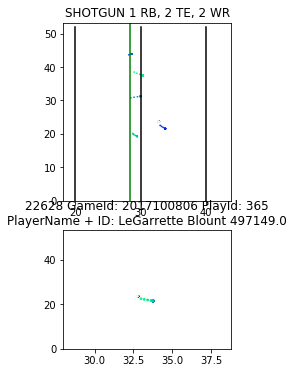 SHOTGUN 1 RB, 2 TE, 2 WR
50
40
30
20
10
0
20 30 40
22628 GameId: 2017100806 PlayId: 365
PlayerName + ID: LeGarrette Blount 497149.0
40
20
0
30.0 32.5 35.0 37.5